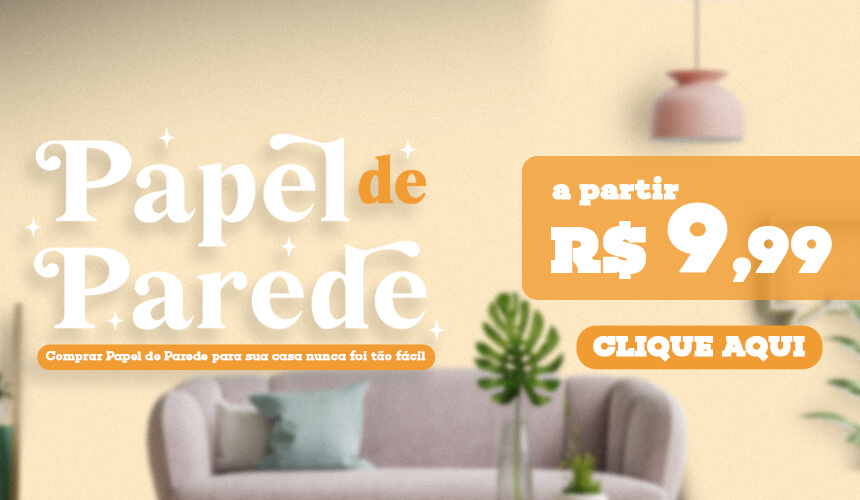 Papel de
Parede
Comprar Papel de Parede para sua casa nunca foi tão fácil
a partir
R$ 9,99
CLIQUE AQUI